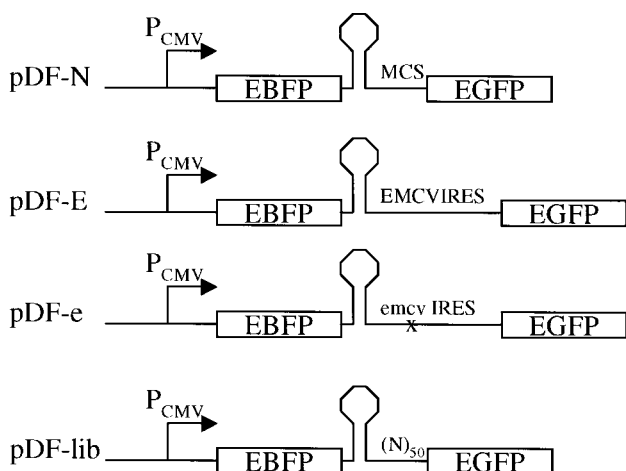 P_CMV
pDF-N EBFP MCS EGFP
P_CMV
pDF-E EBFP EMCVIRES EGFP
P_CMV
pDF-e EBFP emcv IRES x EGFP
P_CMV
pDF-lib EBFP (N)50 EGFP